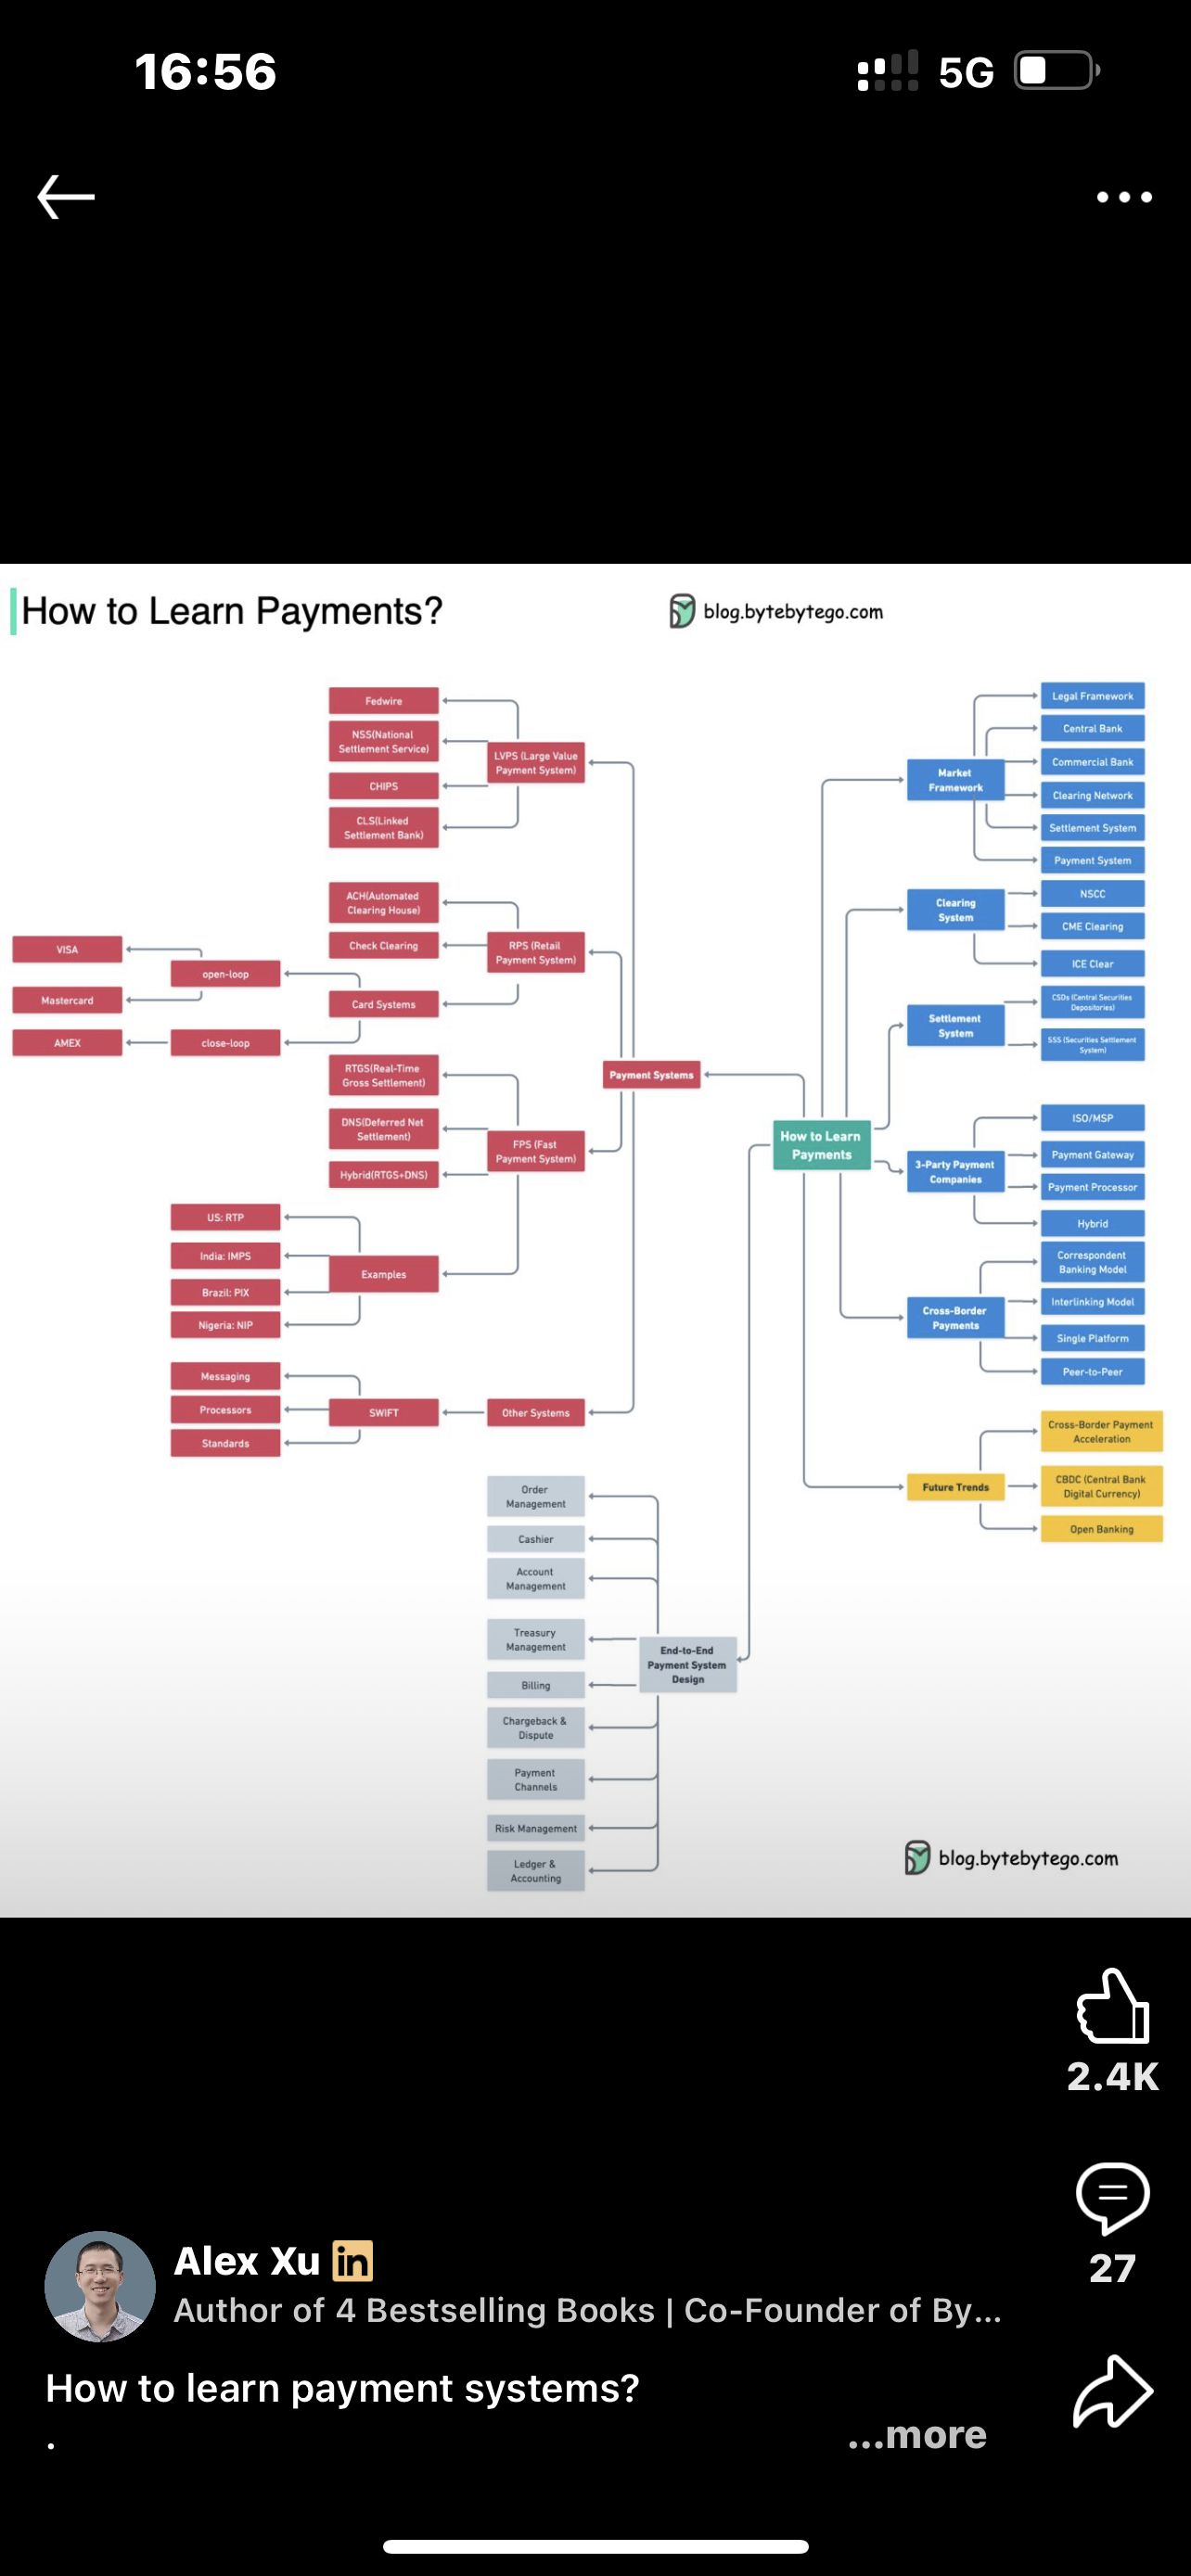 16:56
5G
How to Learn Payments?
blog.bytebytego.com
Fedwire
NSS(National
Settlement Service)
CHIPS
CLS(Linked
Settlement Bank)
LVPS (Large Value
Payment System)
ACH(Automated
Clearing House)
Check Clearing
Card Systems
RPS (Retail
Payment System)
VISA
Mastercard
AMEX
open-loop
close-loop
RTGS(Real-Time
Gross Settlement)
DNS(Deferred Net
Settlement)
Hybrid(RTGS+DNS)
FPS (Fast
Payment System)
Payment Systems
US: RTP
India: IMPS
Brazil: PIX
Nigeria: NIP
Examples
Messaging
Processors
Standards
SWIFT
Other Systems
How to Learn
Payments
Market
Framework
Legal Framework
Central Bank
Commercial Bank
Clearing Network
Settlement System
Payment System
Clearing
System
NSCC
CME Clearing
ICE Clear
Settlement
System
CSDs (Central Securities
Depositories)
SSS (Securities Settlement
System)
3-Party Payment
Companies
ISO/MSP
Payment Gateway
Payment Processor
Hybrid
Cross-Border
Payments
Correspondent
Banking Model
Interlinking Model
Single Platform
Peer-to-Peer
Future Trends
Cross-Border Payment
Acceleration
CBDC (Central Bank
Digital Currency)
Open Banking
Order
Management
Cashier
Account
Management
Treasury
Management
Billing
Chargeback &
Dispute
Payment
Channels
Risk Management
Ledger &
Accounting
End-to-End
Payment System
Design
blog.bytebytego.com
2.4K
27
Alex Xu in
Author of 4 Bestselling Books | Co-Founder of By...
How to learn payment systems?
.
...more